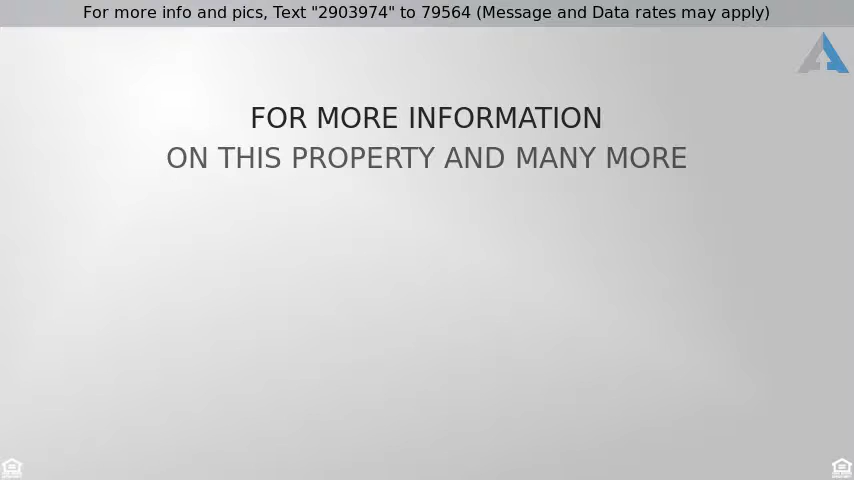 For more info and pics, Text "2903974" to 79564 (Message and Data rates may apply)
FOR MORE INFORMATION
ON THIS PROPERTY AND MANY MORE